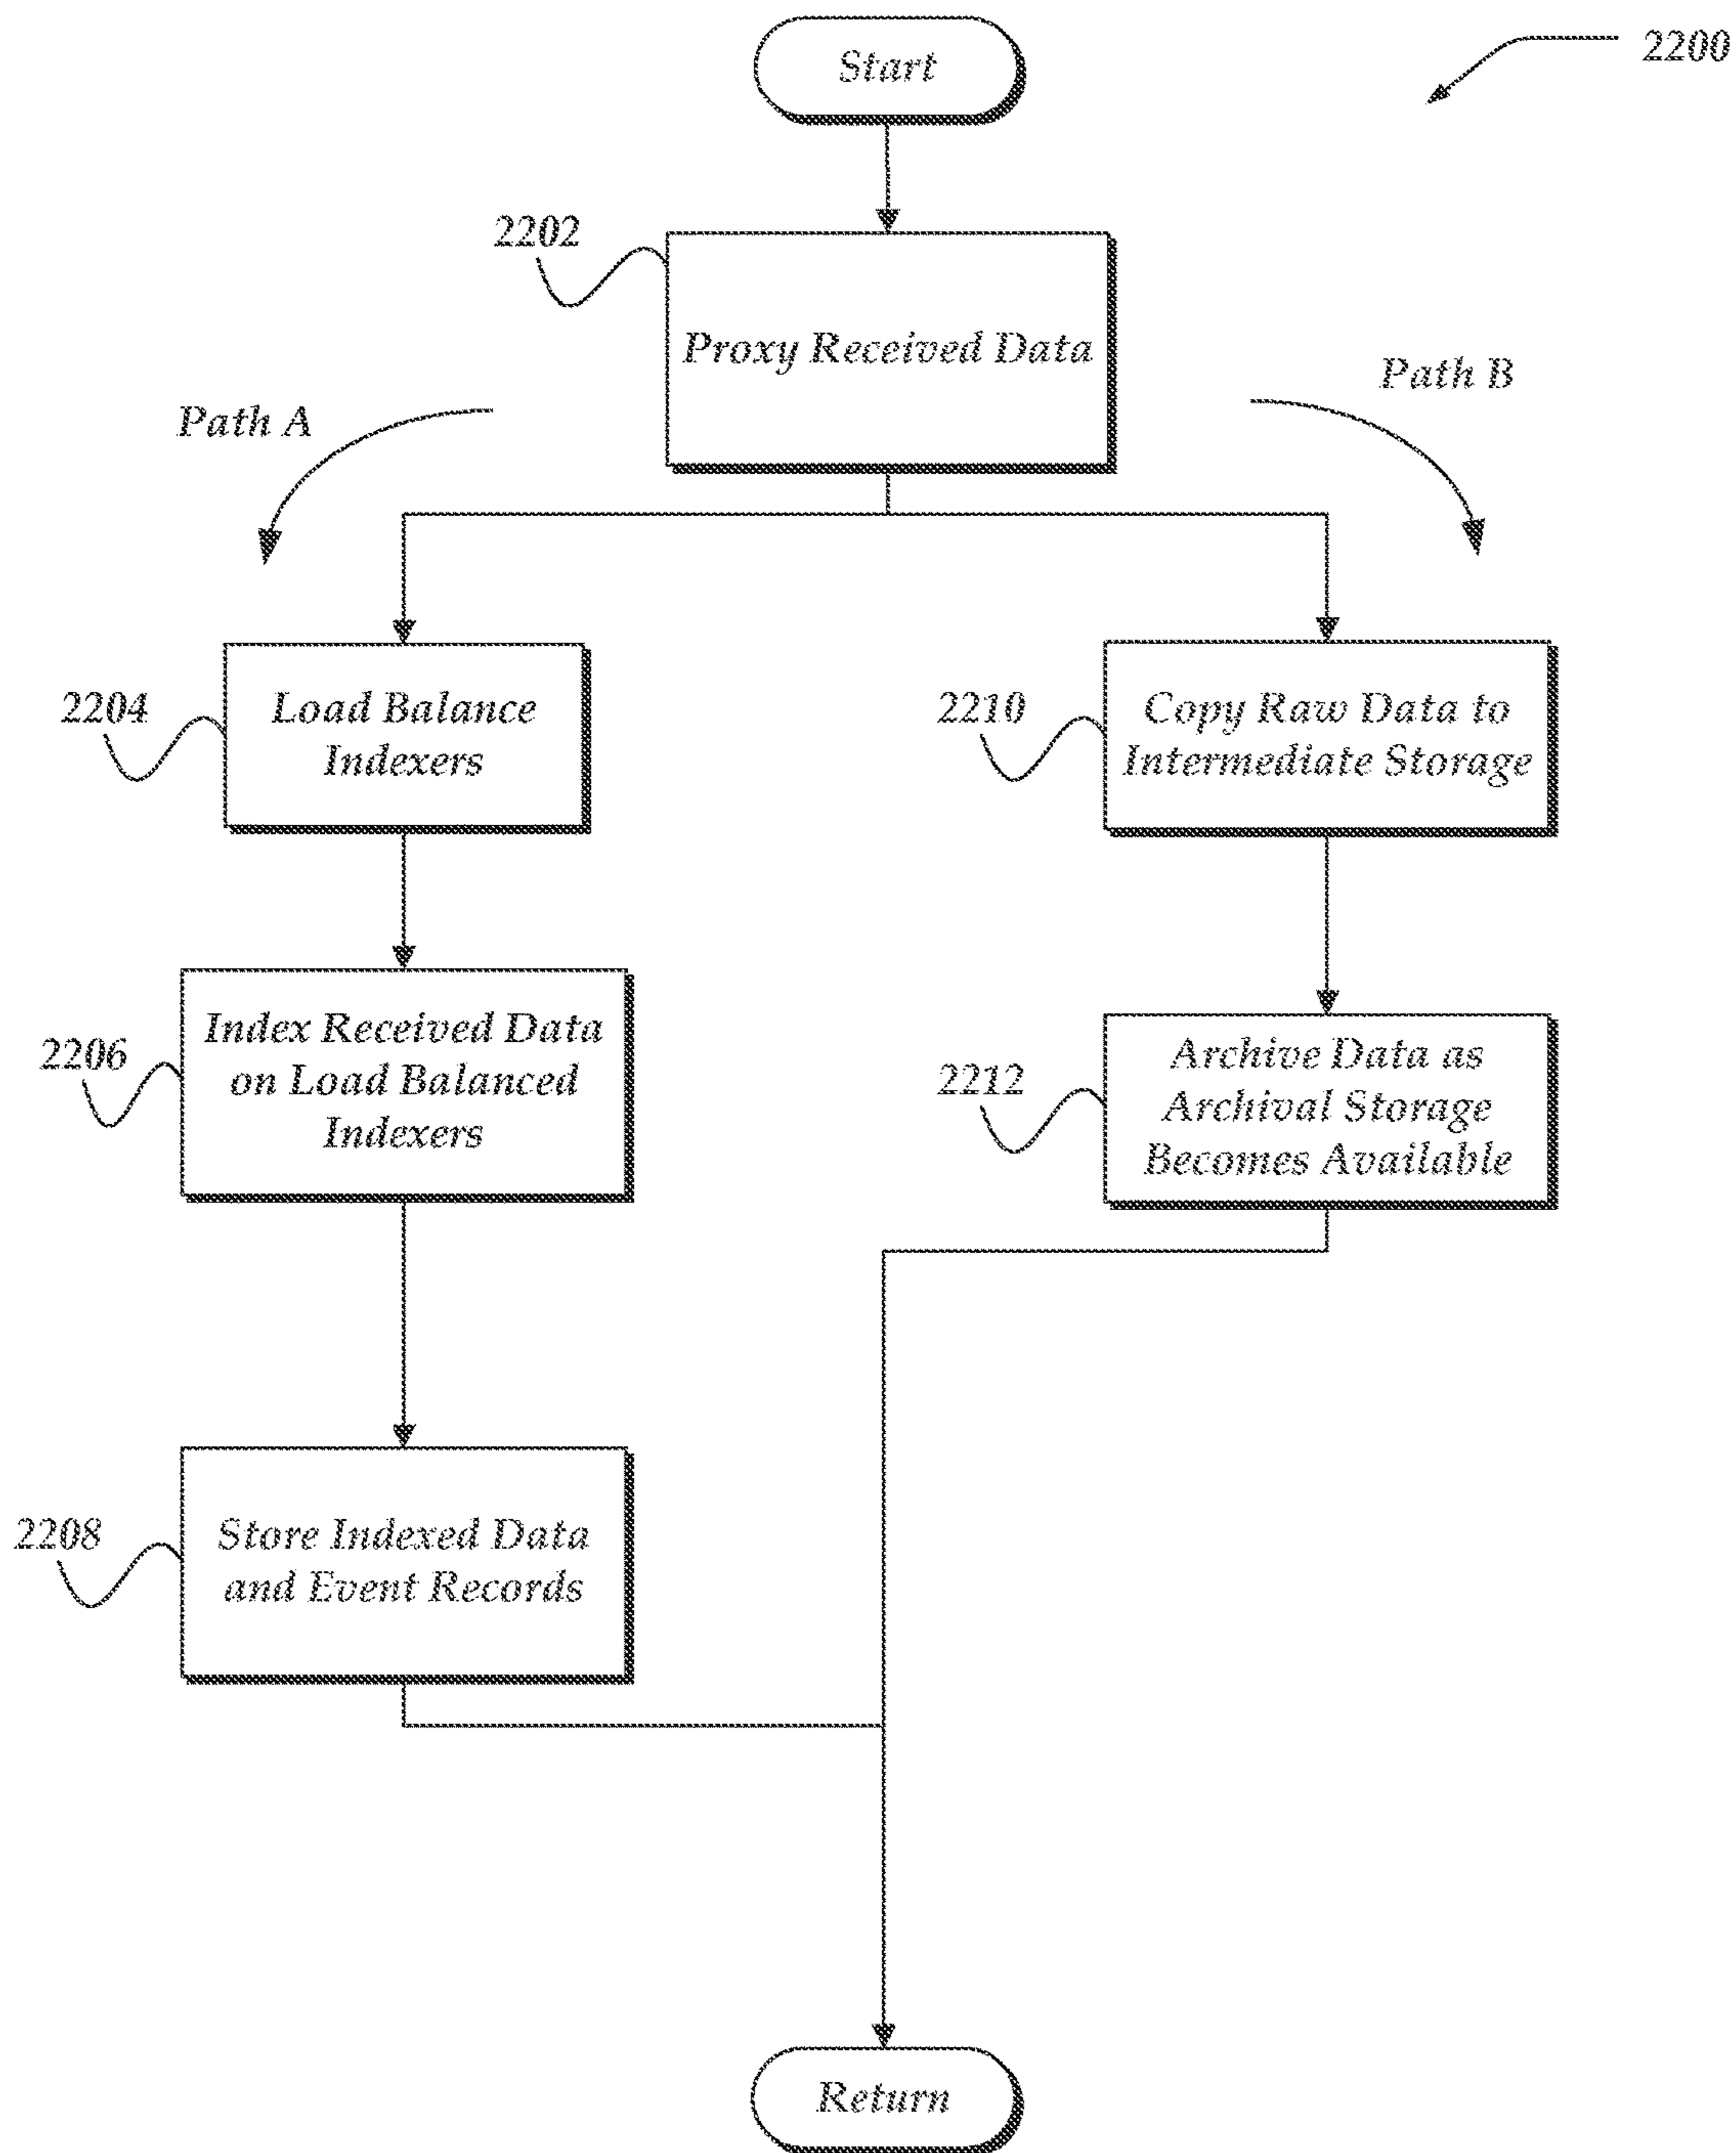 Start
2200
2202
Proxy Received Data
Path A
Path B
2204
Load Balance
Indexers
2210
Copy Raw Data to
Intermediate Storage
2206
Index Received Data
on Load Balanced
Indexers
2212
Archive Data as
Archival Storage
Becomes Available
2208
Store Indexed Data
and Event Records
Return